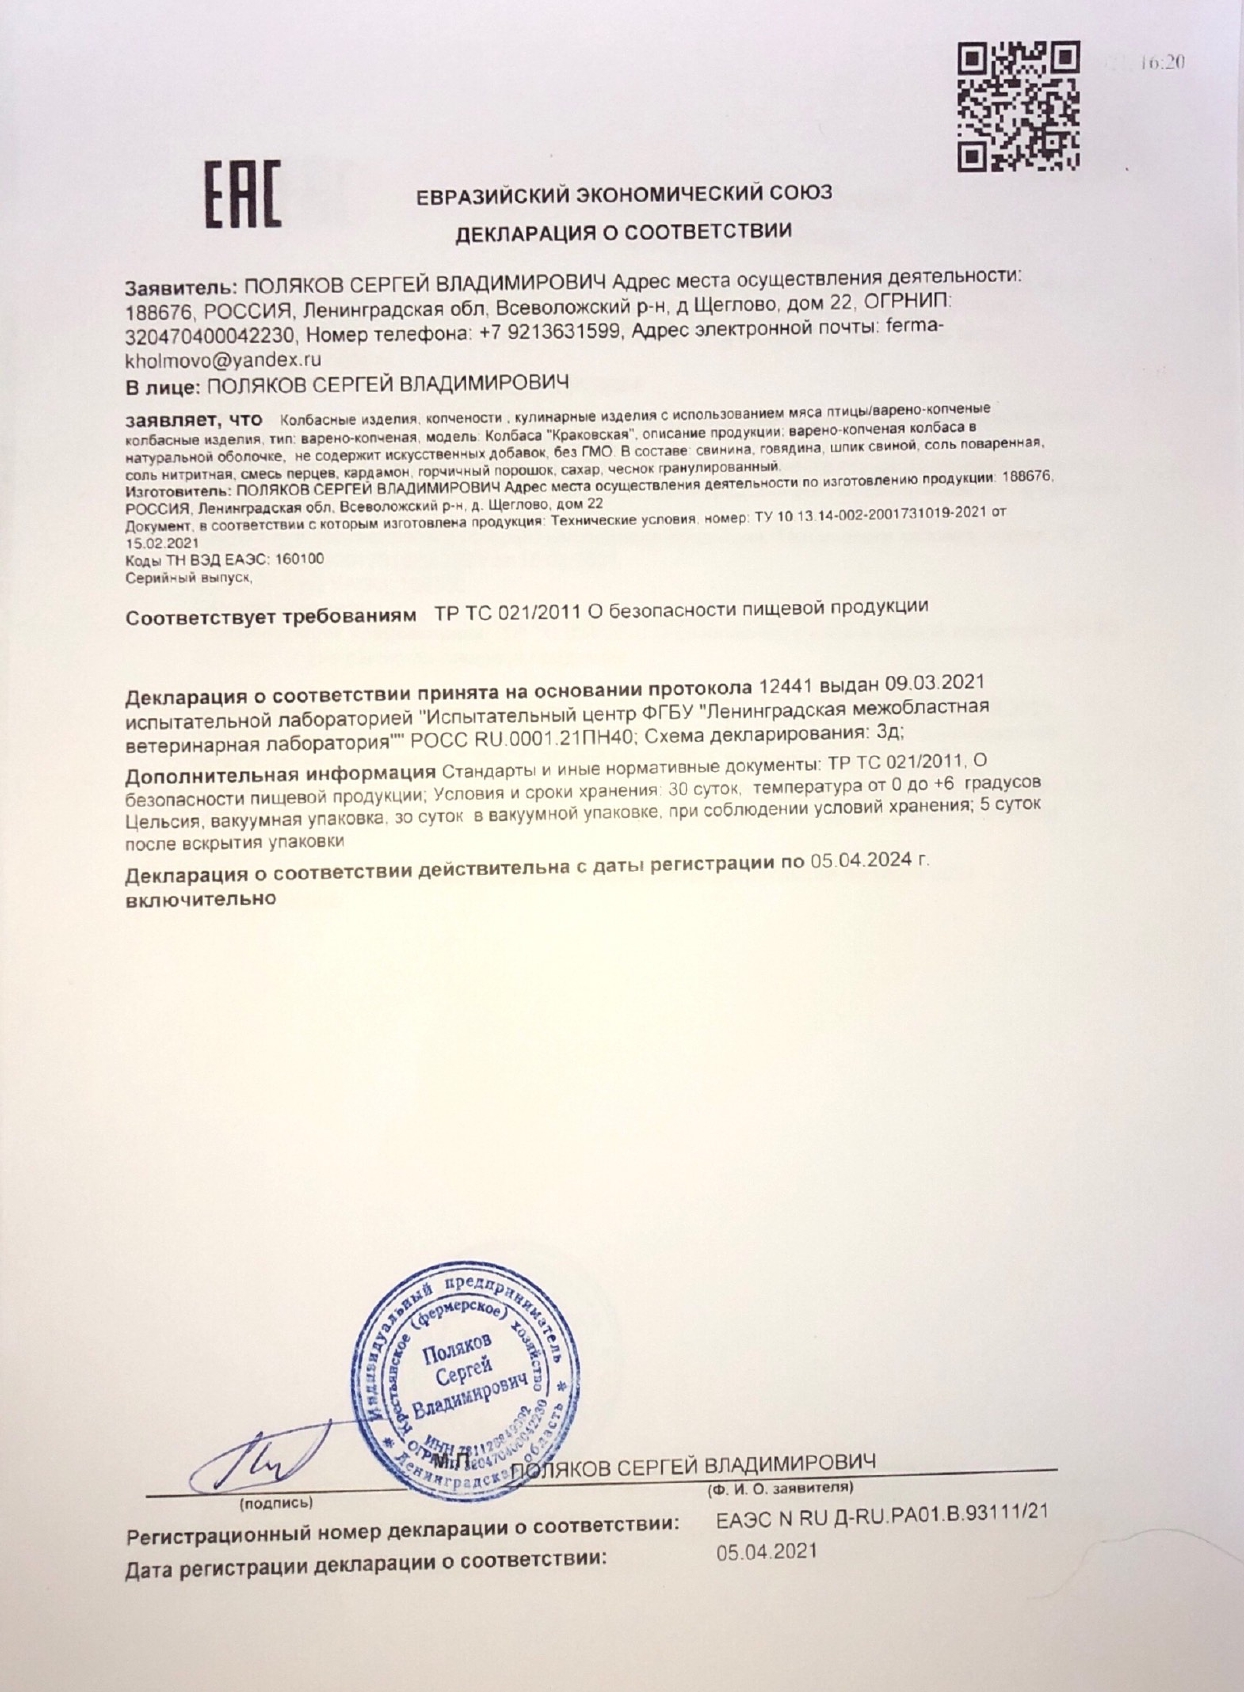 16:20
EAC
ЕВРАЗИЙСКИЙ ЭКОНОМИЧЕСКИЙ СОЮЗ
ДЕКЛАРАЦИЯ О СООТВЕТСТВИИ
Заявитель: ПОЛЯКОВ СЕРГЕЙ ВЛАДИМИРОВИЧ Адрес места осуществления деятельности:
188676, РОССИЯ, Ленинградская обл, Всеволожский р-н, д Щеглово, дом 22, ОГРНИП:
320470400042230, Номер телефона: +7 9213631599, Адрес электронной почты: ferma-
kholmovo@yandex.ru
В лице: ПОЛЯКОВ СЕРГЕЙ ВЛАДИМИРОВИЧ
заявляет, что Колбасные изделия, копчености , кулинарные изделия с использованием мяса птицы/варено-копченые
колбасные изделия, тип: варено-копченая, модель: Колбаса "Краковская", описание продукции: варено-копченая колбаса в
натуральной оболочке, не содержит искусственных добавок, без ГМО. В составе: свинина, говядина, шпик свиной, соль поваренная,
соль нитритная, смесь перцев, кардамон, горчичный порошок, сахар, чеснок гранулированный.
Изготовитель: ПОЛЯКОВ СЕРГЕЙ ВЛАДИМИРОВИЧ Адрес места осуществления деятельности по изготовлению продукции: 188676,
РОССИЯ, Ленинградская обл, Всеволожский р-н, д. Щеглово, дом 22
Документ, в соответствии с которым изготовлена продукция: Технические условия, номер: ТУ 10.13.14-002-2001731019-2021 от
15.02.2021
Коды ТН ВЭД ЕАЭС: 160100
Серийный выпуск,
Соответствует требованиям ТР ТС 021/2011 О безопасности пищевой продукции
Декларация о соответствии принята на основании протокола 12441 выдан 09.03.2021
испытательной лабораторией "Испытательный центр ФГБУ "Ленинградская межобластная
ветеринарная лаборатория"" РОСС RU.0001.21ПН40; Схема декларирования: 3д;
Дополнительная информация Стандарты и иные нормативные документы: ТР ТС 021/2011, О
безопасности пищевой продукции; Условия и сроки хранения: 30 суток, температура от 0 до +6 градусов
Цельсия, вакуумная упаковка, зо суток в вакуумной упаковке, при соблюдении условий хранения; 5 суток
после вскрытия упаковки
Декларация о соответствии действительна с даты регистрации по 05.04.2024 г.
включительно
Индивидуальный предприниматель
Крестьянское (фермерское) хозяйство
Поляков
Сергей
Владимирович
ИНН
ОГРНИП 320470400042230
Ленинградская область
М.П.
ПОЛЯКОВ СЕРГЕЙ ВЛАДИМИРОВИЧ
(подпись)
(Ф. И. О. заявителя)
Регистрационный номер декларации о соответствии: ЕАЭС N RU Д-RU.РА01.В.93111/21
Дата регистрации декларации о соответствии: 05.04.2021